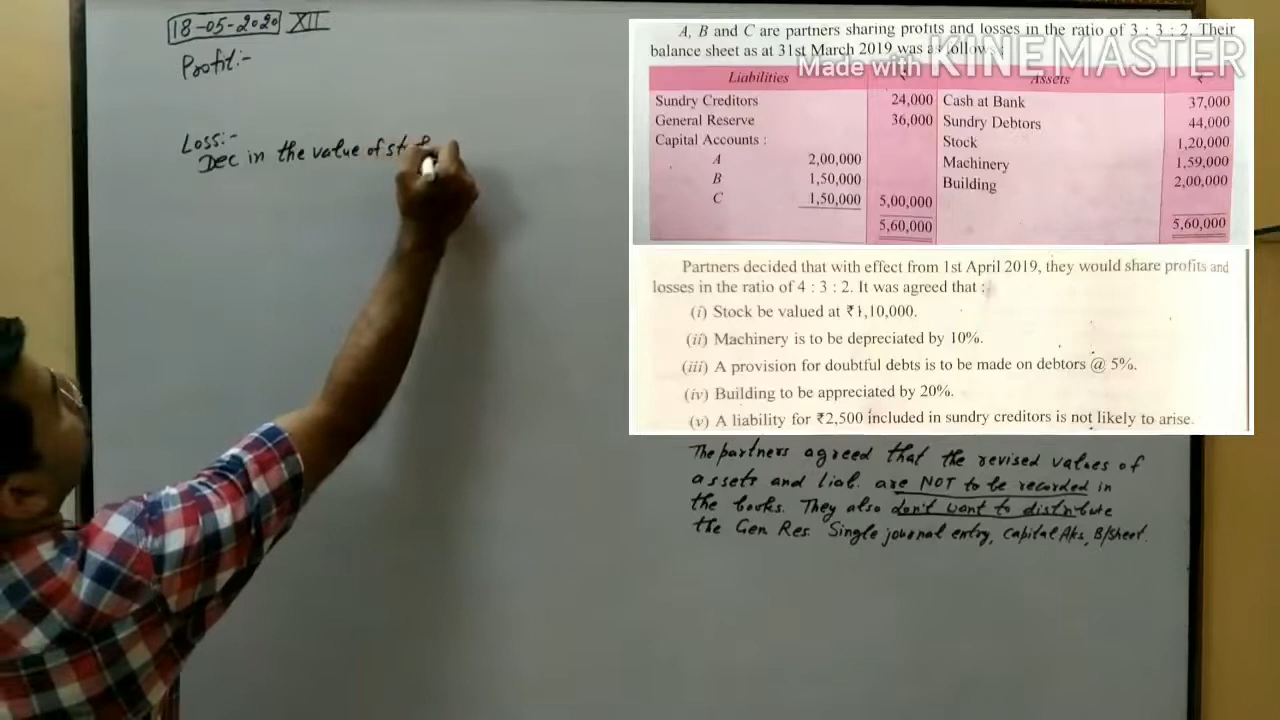 18-05-2020 XII
Profit:-
Loss:-
Dec in the value of st
A, B and C are partners sharing profits and losses in the ratio of 3 : 3 : 2. Their
balance sheet as at 31st March 2019 was as follow
Made with KINEMASTER
Liabilities ₹ Assets ₹
Sundry Creditors 24,000 Cash at Bank 37,000
General Reserve 36,000 Sundry Debtors 44,000
Capital Accounts : Stock 1,20,000
A 2,00,000 Machinery 1,59,000
B 1,50,000 Building 2,00,000
C 1,50,000 5,00,000
5,60,000 5,60,000
Partners decided that with effect from 1st April 2019, they would share profits and
losses in the ratio of 4 : 3 : 2. It was agreed that :
(i) Stock be valued at ₹1,10,000.
(ii) Machinery is to be depreciated by 10%.
(iii) A provision for doubtful debts is to be made on debtors @ 5%.
(iv) Building to be appreciated by 20%.
(v) A liability for ₹2,500 included in sundry creditors is not likely to arise.
The partners agreed that the revised values of
assets and liab. are NOT to be recorded in
the books. They also don't want to distribute
the Gen Res. Single journal entry, Capital A/cs, B/Sheet.